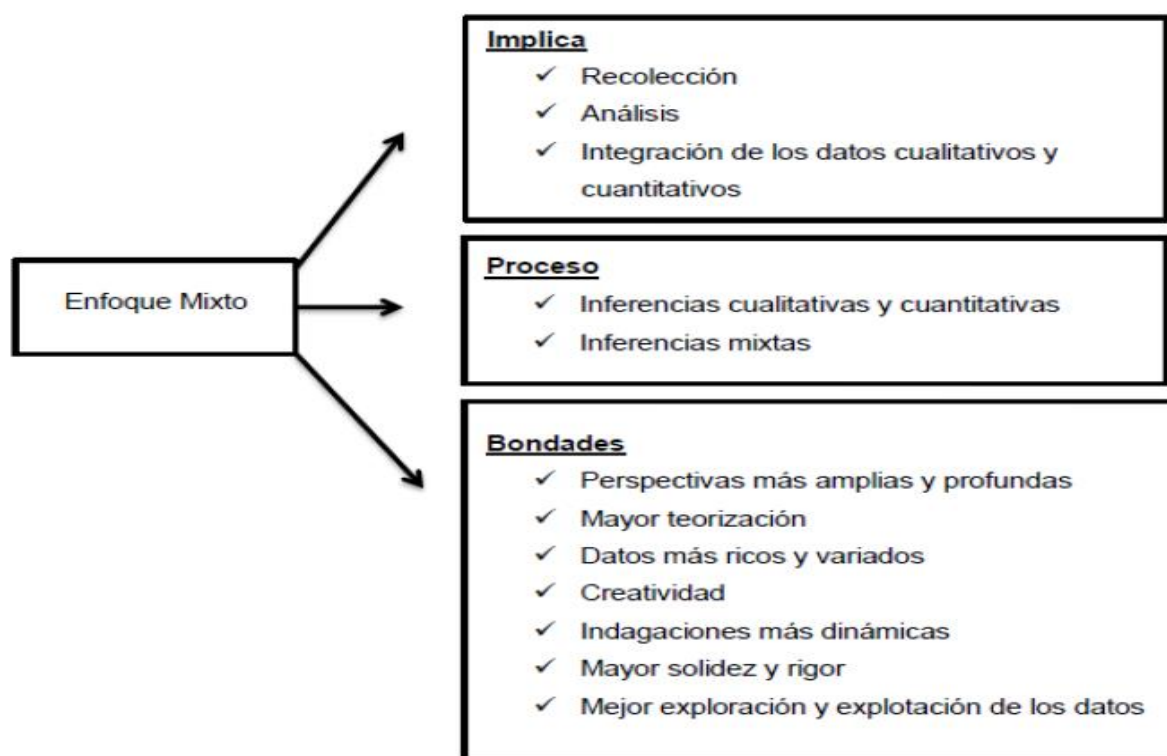 Enfoque Mixto
Implica
✓ Recolección
✓ Análisis
✓ Integración de los datos cualitativos y
cuantitativos
Proceso
✓ Inferencias cualitativas y cuantitativas
✓ Inferencias mixtas
Bondades
✓ Perspectivas más amplias y profundas
✓ Mayor teorización
✓ Datos más ricos y variados
✓ Creatividad
✓ Indagaciones más dinámicas
✓ Mayor solidez y rigor
✓ Mejor exploración y explotación de los datos